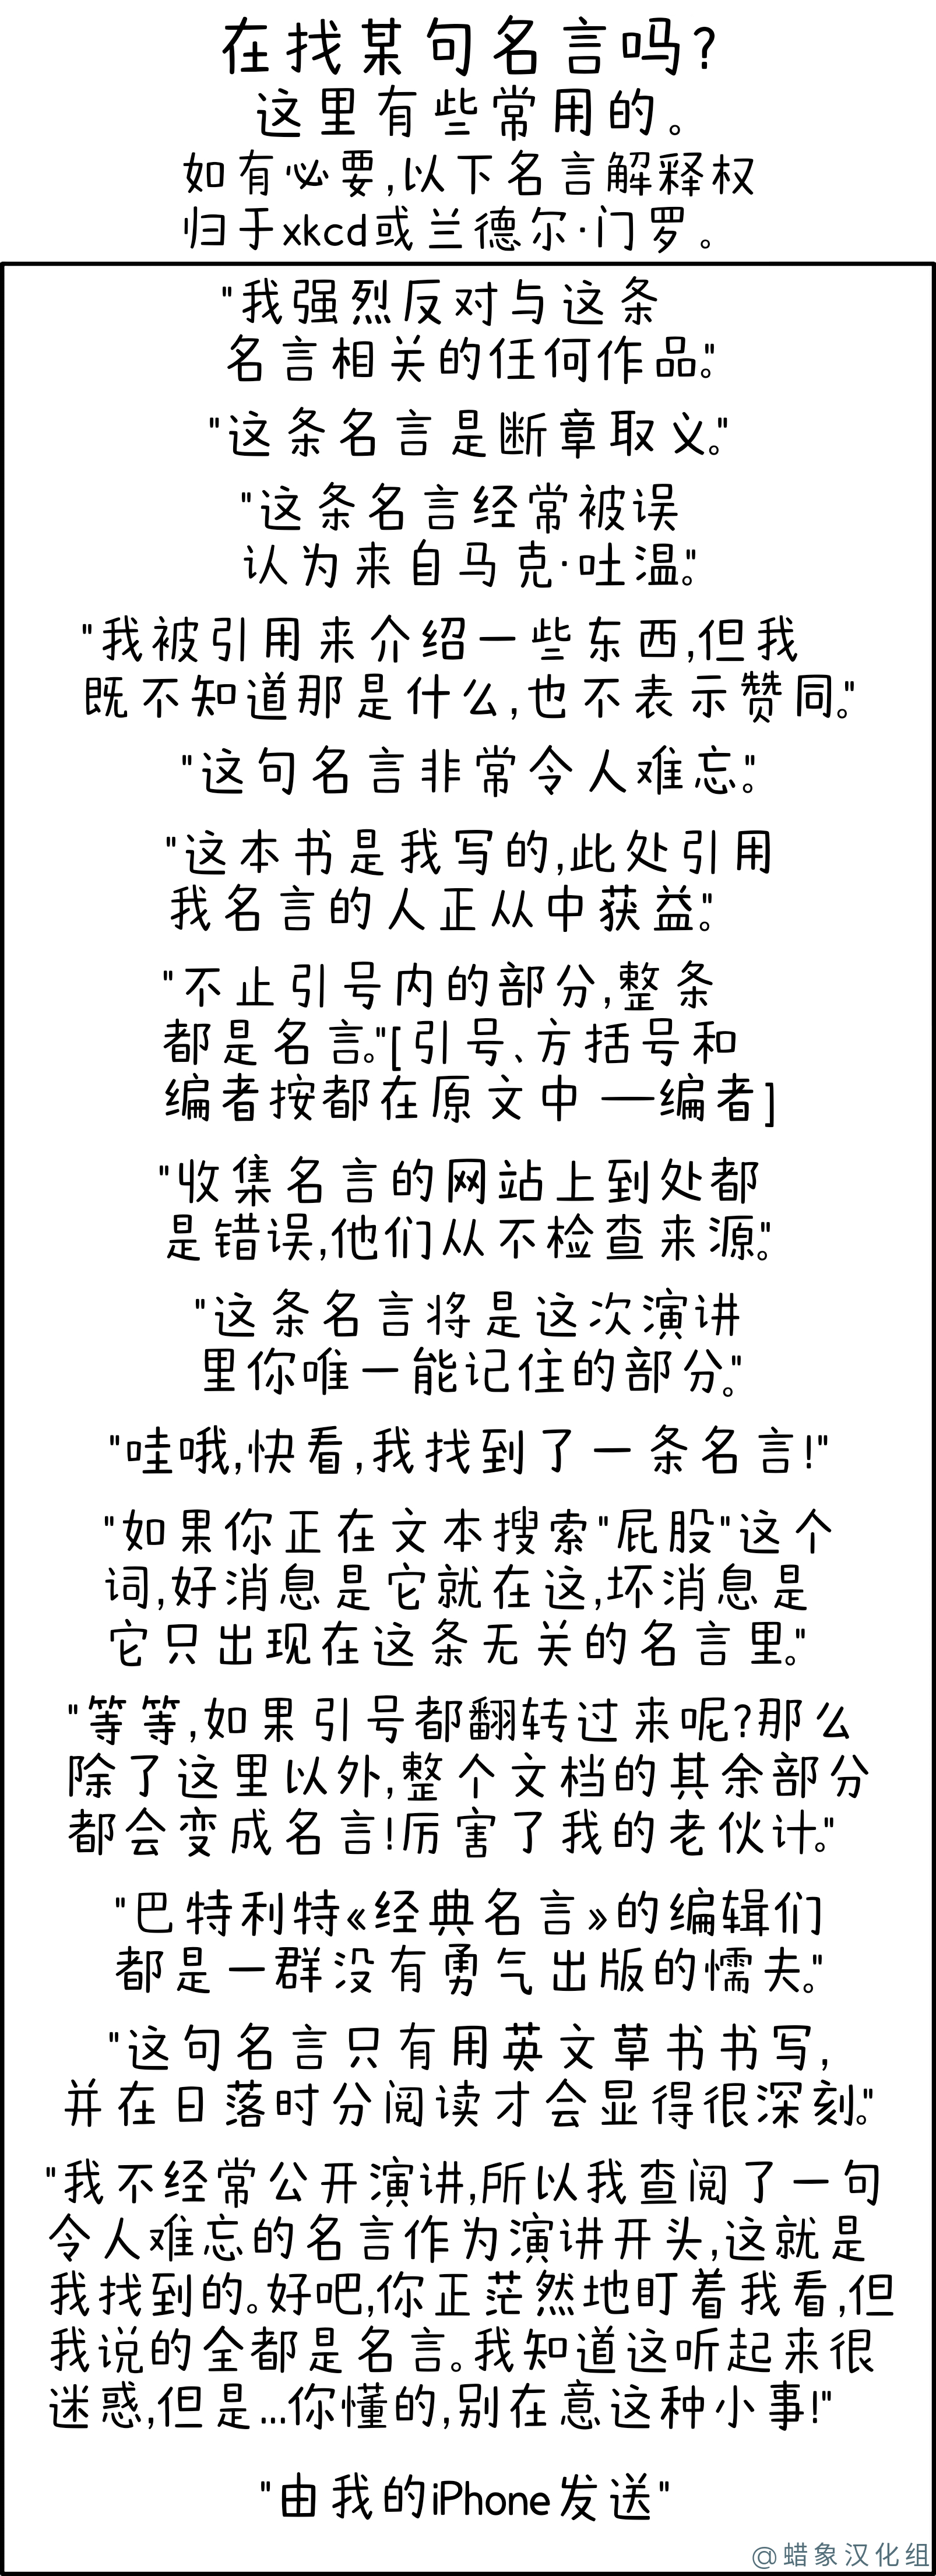 在找某句名言吗?
这里有些常用的。
如有必要,以下名言解释权
归于xkcd或兰德尔·门罗。
"我强烈反对与这条
名言相关的任何作品。"
"这条名言是断章取义。"
"这条名言经常被误
认为来自马克·吐温。"
"我被引用来介绍一些东西,但我
既不知道那是什么,也不表示赞同。"
"这句名言非常令人难忘。"
"这本书是我写的,此处引用
我名言的人正从中获益。"
"不止引号内的部分,整条
都是名言。"[引号、方括号和
编者按都在原文中 —编者]
"收集名言的网站上到处都
是错误,他们从不检查来源。"
"这条名言将是这次演讲
里你唯一能记住的部分。"
"哇哦,快看,我找到了一条名言!"
"如果你正在文本搜索"屁股"这个
词,好消息是它就在这,坏消息是
它只出现在这条无关的名言里。"
"等等,如果引号都翻转过来呢?那么
除了这里以外,整个文档的其余部分
都会变成名言!厉害了我的老伙计。"
"巴特利特《经典名言》的编辑们
都是一群没有勇气出版的懦夫。"
"这句名言只有用英文草书书写,
并在日落时分阅读才会显得很深刻。"
"我不经常公开演讲,所以我查阅了一句
令人难忘的名言作为演讲开头,这就是
我找到的。好吧,你正茫然地盯着我看,但
我说的全都是名言。我知道这听起来很
迷惑,但是...你懂的,别在意这种小事!"
"由我的iPhone发送"
@蜡象汉化组